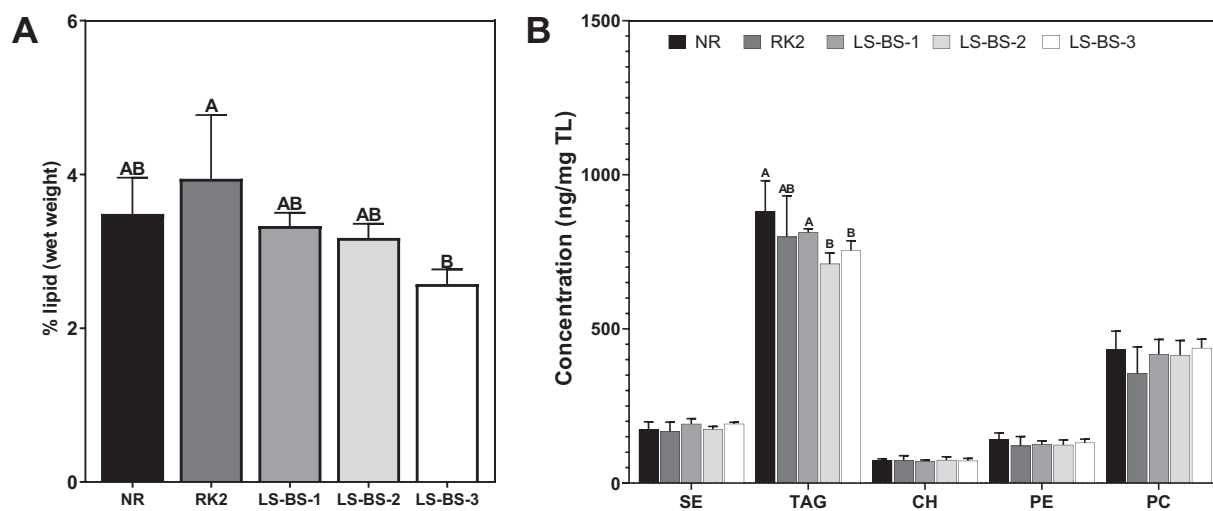 A
% lipid (wet weight)
6
4
2
0
AB
A
AB
AB
B
NR RK2 LS-BS-1 LS-BS-2 LS-BS-3
B
Concentration (ng/mg TL)
1500
1000
500
0
NR RK2 LS-BS-1 LS-BS-2 LS-BS-3
A
AB
A
B
B
SE TAG CH PE PC